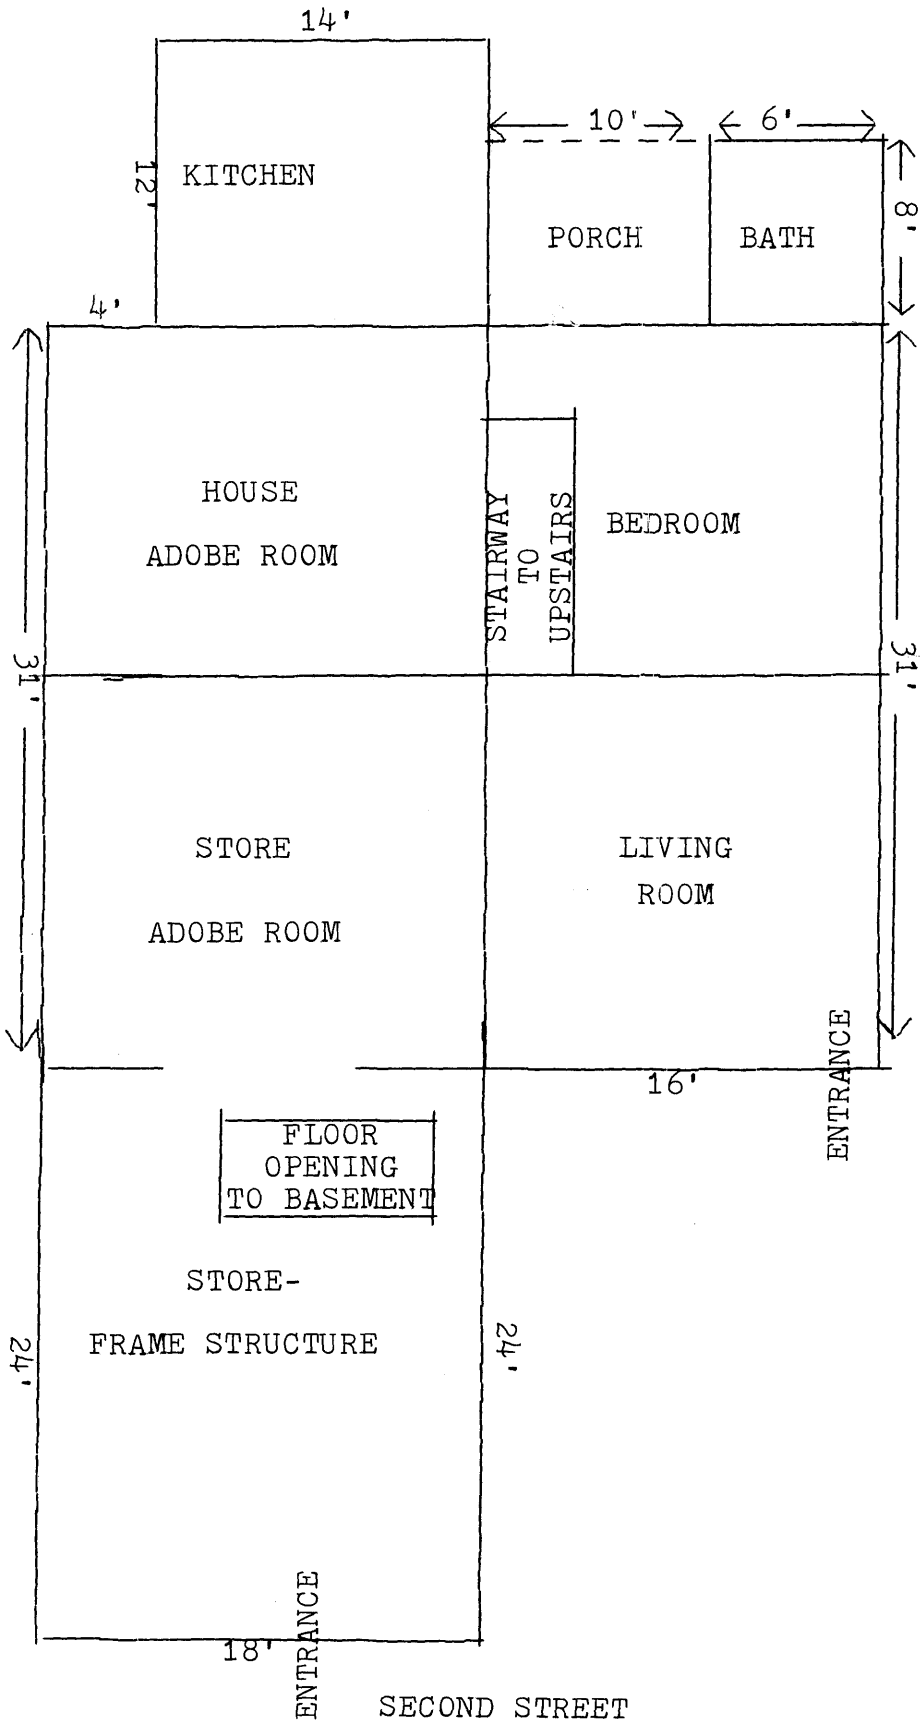 14'
10'
6'
12'
KITCHEN
8'
PORCH
BATH
4'
HOUSE
ADOBE ROOM
STAIRWAY
TO
UPSTAIRS
BEDROOM
31'
31'
STORE
ADOBE ROOM
LIVING
ROOM
16'
ENTRANCE
FLOOR
OPENING
TO BASEMENT
STORE-
FRAME STRUCTURE
24'
24'
18'
ENTRANCE
SECOND STREET